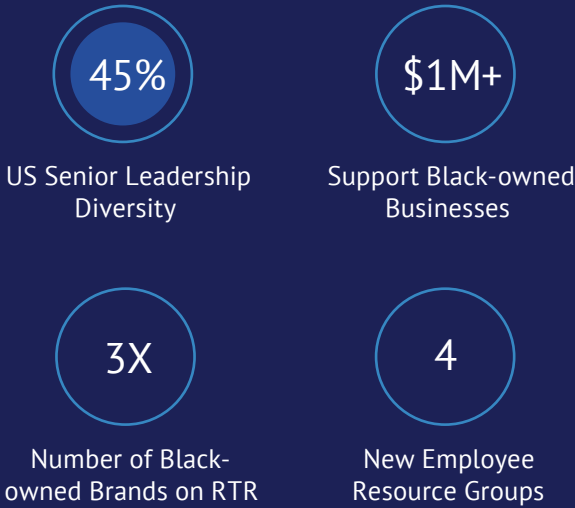 45%
US Senior Leadership
Diversity
$1M+
Support Black-owned
Businesses
3X
Number of Black-
owned Brands on RTR
4
New Employee
Resource Groups